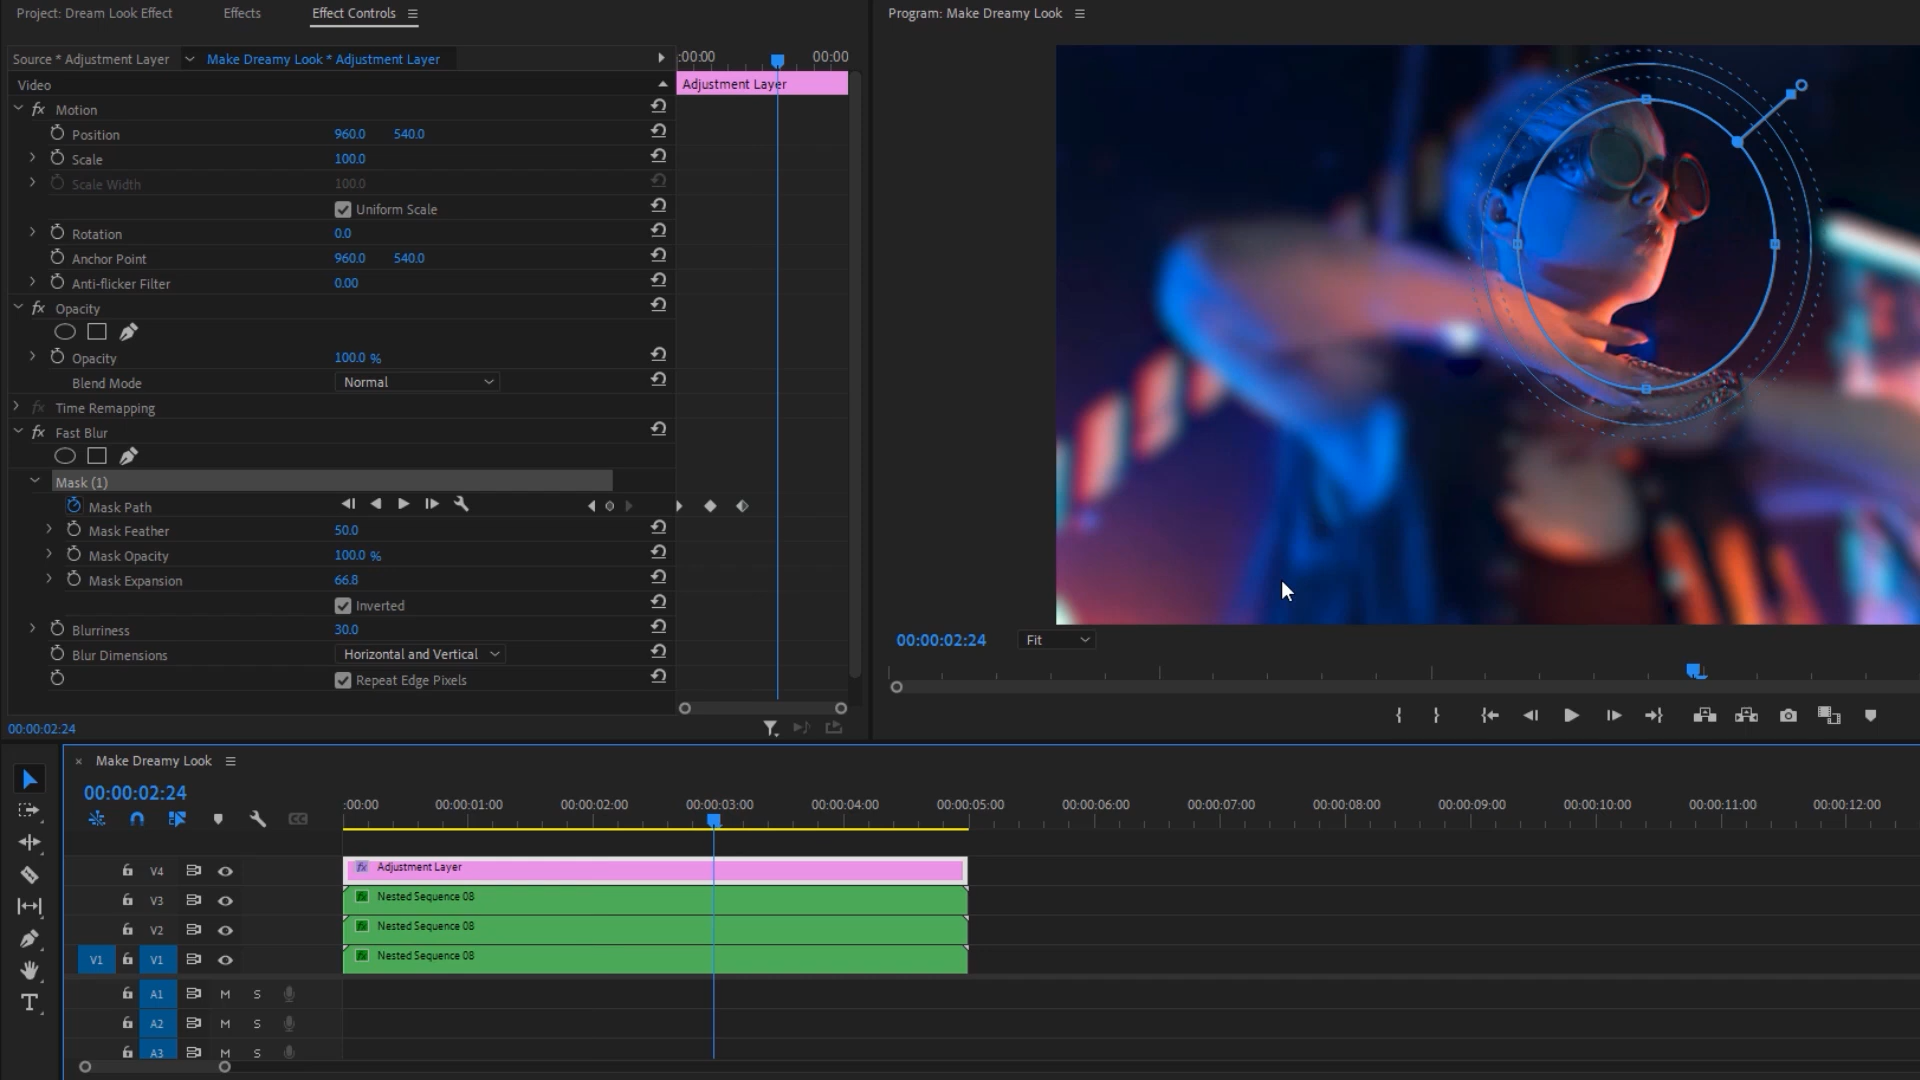 Project: Dream Look Effect
Effects
Effect Controls
Source * Adjustment Layer
Make Dreamy Look * Adjustment Layer
:00:00
00:00
Video
Adjustment Layer
fx Motion
Position 960.0 540.0
Scale 100.0
Scale Width 100.0
Uniform Scale
Rotation 0.0
Anchor Point 960.0 540.0
Anti-flicker Filter 0.00
fx Opacity
Opacity 100.0 %
Blend Mode Normal
fx Time Remapping
fx Fast Blur
Mask (1)
Mask Path
Mask Feather 50.0
Mask Opacity 100.0 %
Mask Expansion 66.8
Inverted
Blurriness 30.0
Blur Dimensions Horizontal and Vertical
Repeat Edge Pixels
00:00:02:24
Program: Make Dreamy Look
00:00:02:24
Fit
Make Dreamy Look
00:00:02:24
:00:00 00:00:01:00 00:00:02:00 00:00:03:00 00:00:04:00 00:00:05:00 00:00:06:00 00:00:07:00 00:00:08:00 00:00:09:00 00:00:10:00 00:00:11:00 00:00:12:00
CC
V4 fx Adjustment Layer
V3 fx Nested Sequence 08
V2 fx Nested Sequence 08
V1 V1 fx Nested Sequence 08
A1 M S
A2 M S
A3 M S
T